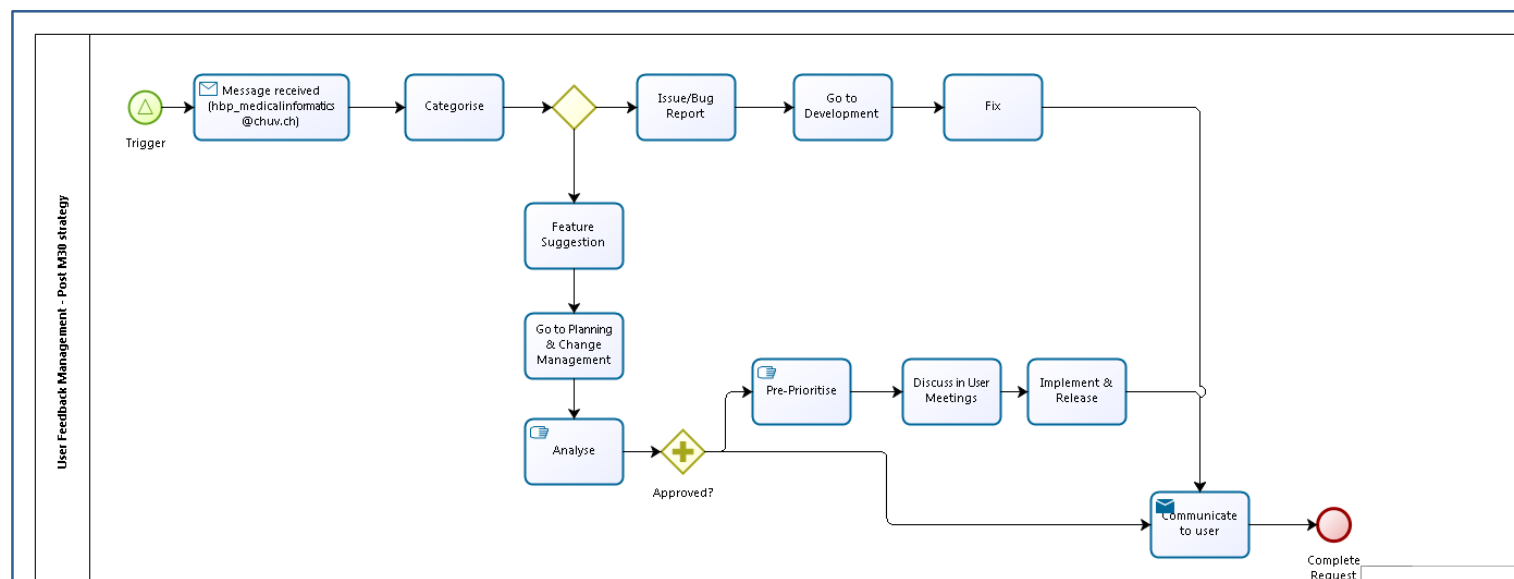 User Feedback Management - Post M30 strategy
Trigger
Message received
(hbp_medicalinformatics
@chuv.ch)
Categorise
Issue/Bug
Report
Go to
Development
Fix
Feature
Suggestion
Go to Planning
& Change
Management
Analyse
Approved?
Pre-Prioritise
Discuss in User
Meetings
Implement &
Release
Communicate
to user
Complete
Request